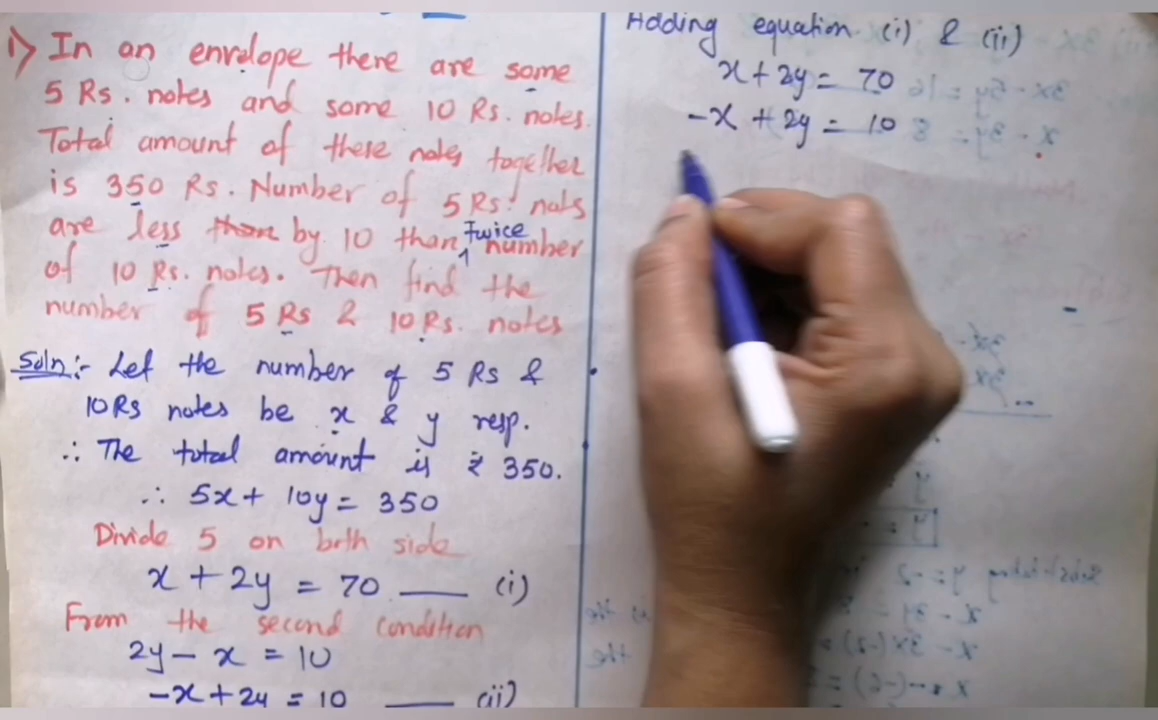 1) In an envelope there are some
5 Rs. notes and some 10 Rs. notes.
Total amount of these notes together
is 350 Rs. Number of 5 Rs. nots
are less than by 10 than twice number
of 10 Rs. notes. Then find the
number of 5 Rs & 10 Rs. notes
Soln:- Let the number of 5 Rs &
10 Rs notes be x & y resp.
∴ The total amount is ₹ 350.
∴ 5x + 10y = 350
Divide 5 on both side
x + 2y = 70 ___ (i)
From the second condition
2y - x = 10
-x + 2y = 10 ___ (ii)
Adding equation (i) & (ii)
x + 2y = 70
-x + 2y = 10